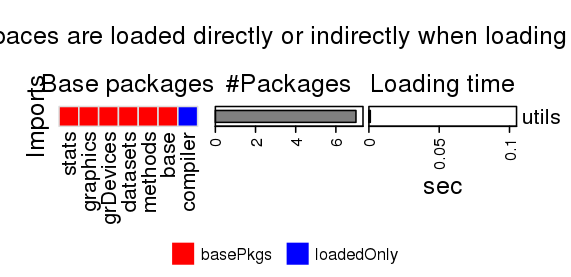 paces are loaded directly or indirectly when loading
Base packages #Packages Loading time
Imports
utils
stats
graphics
grDevices
datasets
methods
base
compiler
0 2 4 6
0 0.05 0.1
sec
basePkgs loadedOnly